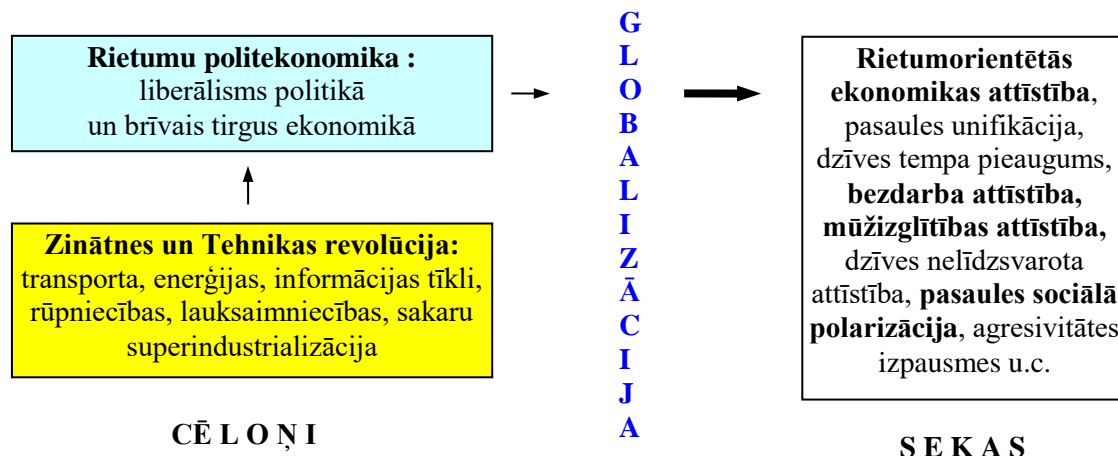 Rietumu politekonomika :
liberālisms politikā
un brīvais tirgus ekonomikā
Zinātnes un Tehnikas revolūcija:
transporta, enerģijas, informācijas tīkli,
rūpniecības, lauksaimniecības, sakaru
superindustrializācija
CĒ L O Ņ I
G
L
O
B
A
L
I
Z
Ā
C
I
J
A
Rietumorientētās
ekonomikas attīstība,
pasaules unifikācija,
dzīves tempa pieaugums,
bezdarba attīstība,
mūžizglītības attīstība,
dzīves nelīdzsvarota
attīstība, pasaules sociālā
polarizācija, agresivitātes
izpausmes u.c.
S E K A S